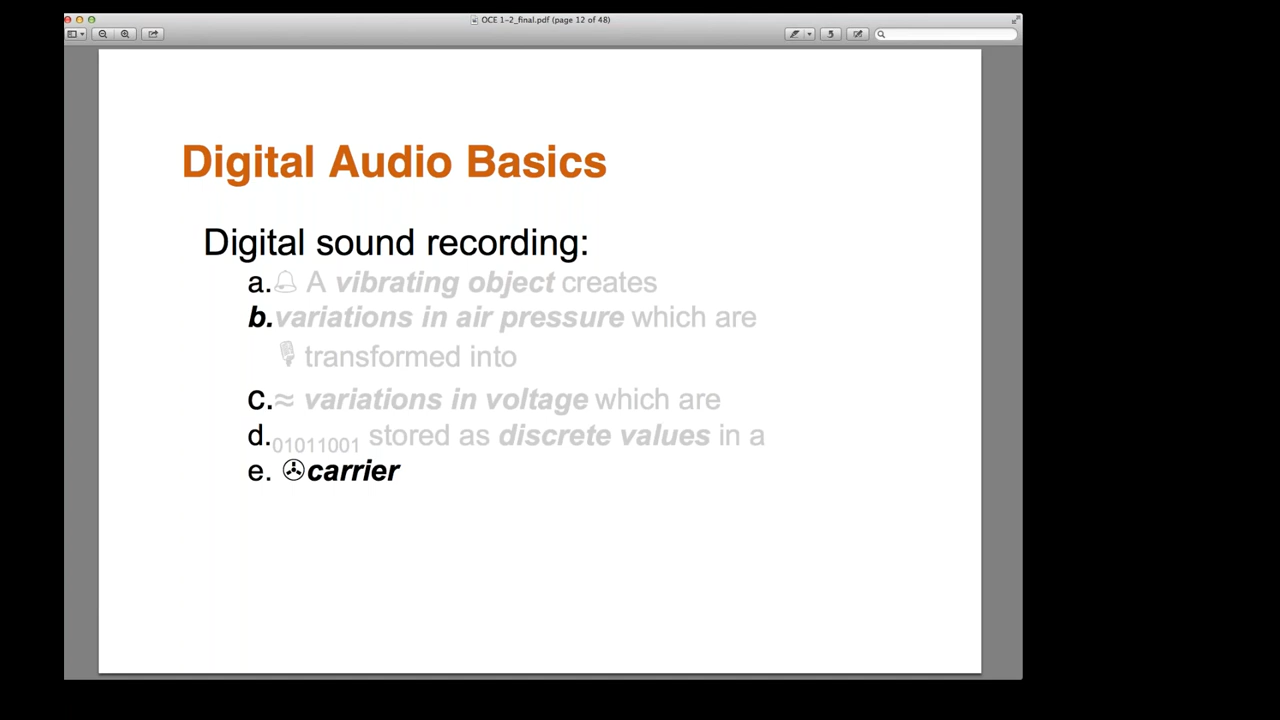 OCE 1-2_final.pdf (page 12 of 48)
Digital Audio Basics
Digital sound recording:
a. A vibrating object creates
b.variations in air pressure which are
transformed into
c.≈ variations in voltage which are
d.01011001 stored as discrete values in a
e. carrier